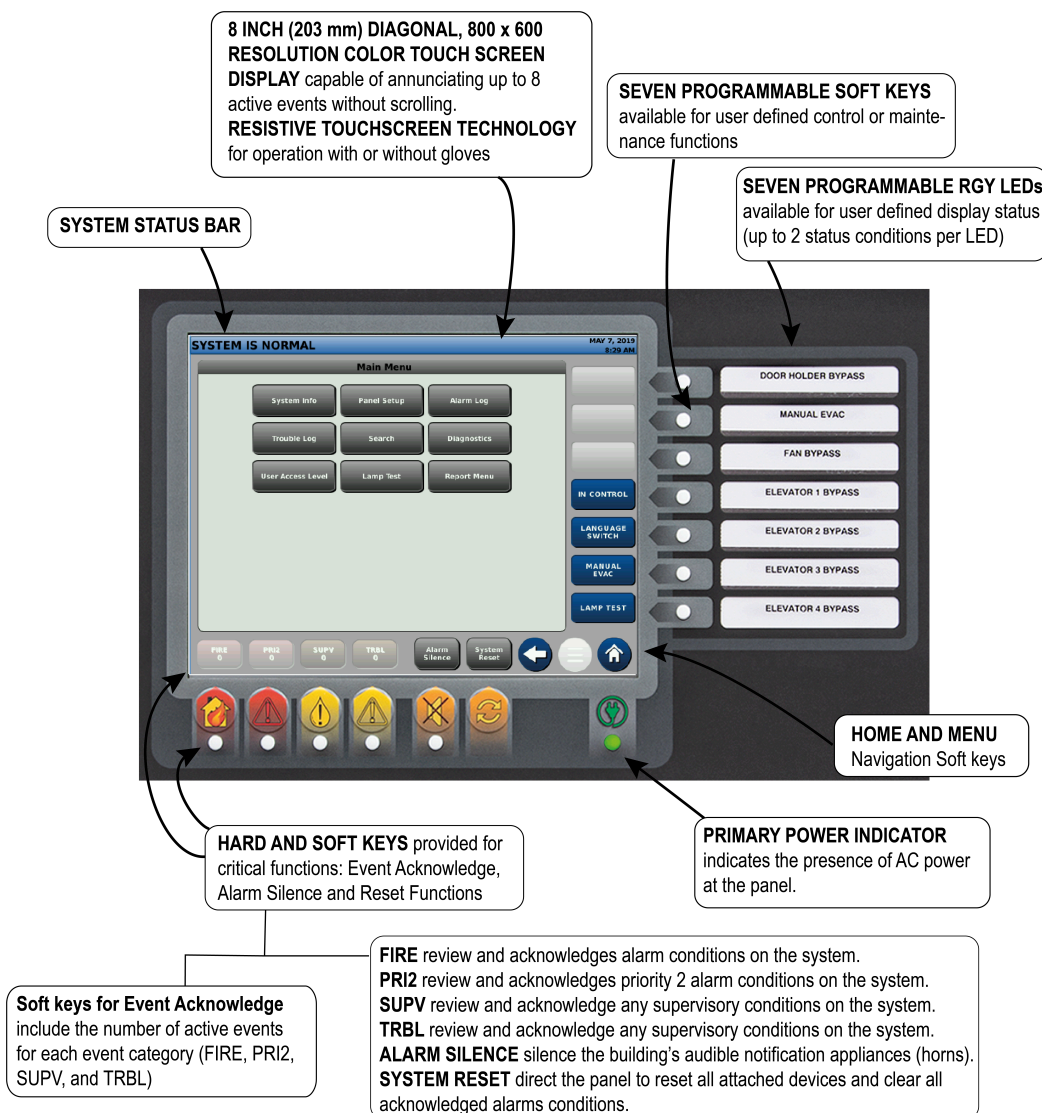 8 INCH (203 mm) DIAGONAL, 800 x 600
RESOLUTION COLOR TOUCH SCREEN
DISPLAY capable of annunciating up to 8
active events without scrolling.
RESISTIVE TOUCHSCREEN TECHNOLOGY
for operation with or without gloves
SEVEN PROGRAMMABLE SOFT KEYS
available for user defined control or mainte-
nance functions
SEVEN PROGRAMMABLE RGY LEDs
available for user defined display status
(up to 2 status conditions per LED)
SYSTEM STATUS BAR
SYSTEM IS NORMAL
MAY 7, 2019
8:29 AM
Main Menu
System Info
Panel Setup
Alarm Log
Trouble Log
Search
Diagnostics
User Access Level
Lamp Test
Report Menu
IN CONTROL
LANGUAGE
SWITCH
MANUAL
EVAC
LAMP TEST
DOOR HOLDER BYPASS
MANUAL EVAC
FAN BYPASS
ELEVATOR 1 BYPASS
ELEVATOR 2 BYPASS
ELEVATOR 3 BYPASS
ELEVATOR 4 BYPASS
FIRE
0
PRI2
0
SUPV
0
TRBL
0
Alarm
Silence
System
Reset
HOME AND MENU
Navigation Soft keys
HARD AND SOFT KEYS provided for
critical functions: Event Acknowledge,
Alarm Silence and Reset Functions
PRIMARY POWER INDICATOR
indicates the presence of AC power
at the panel.
Soft keys for Event Acknowledge
include the number of active events
for each event category (FIRE, PRI2,
SUPV, and TRBL)
FIRE review and acknowledges alarm conditions on the system.
PRI2 review and acknowledges priority 2 alarm conditions on the system.
SUPV review and acknowledge any supervisory conditions on the system.
TRBL review and acknowledge any supervisory conditions on the system.
ALARM SILENCE silence the building's audible notification appliances (horns).
SYSTEM RESET direct the panel to reset all attached devices and clear all
acknowledged alarms conditions.